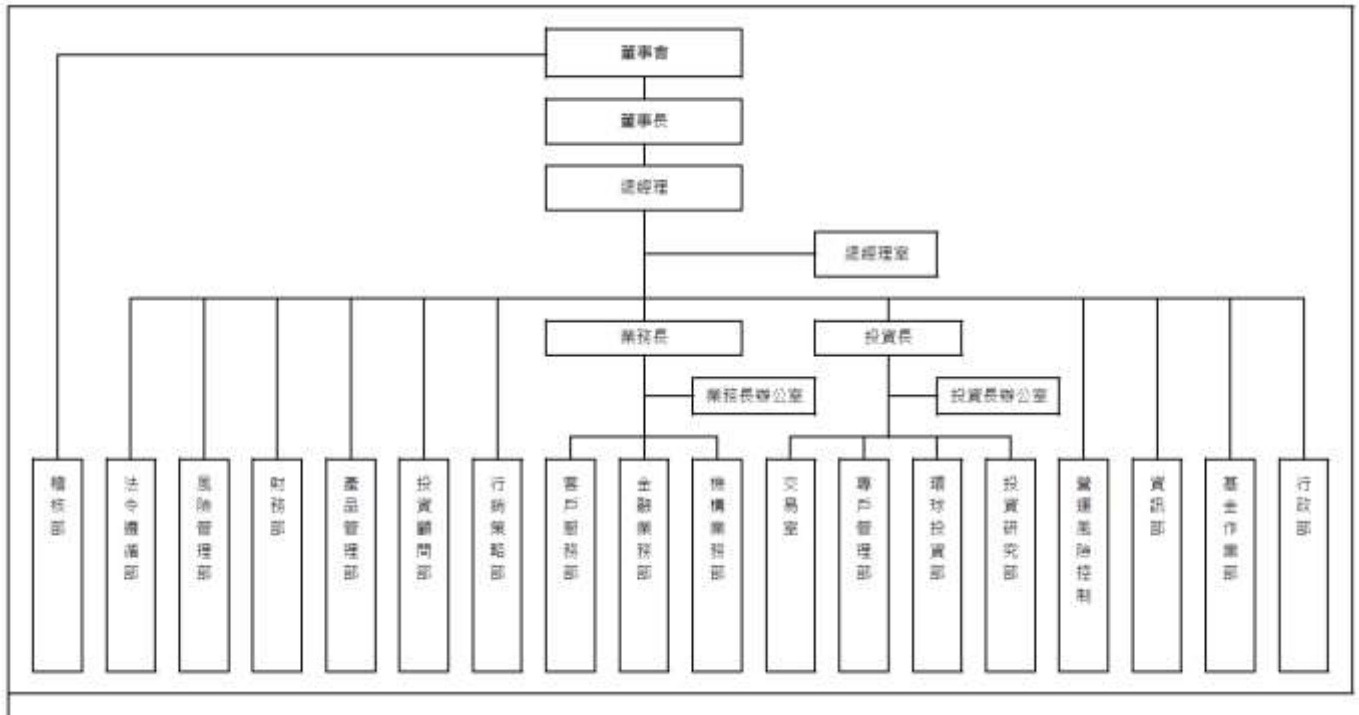 董事會
董事長
總經理
總經理室
業務長
投資長
業務長辦公室
投資長辦公室
稽核部
法令遵循部
風險管理部
財務部
產品管理部
投資顧問部
行銷策略部
客戶服務部
金融業務部
機構業務部
交易室
專戶管理部
環球投資部
投資研究部
營運風險控制
資訊部
基金作業部
行政部